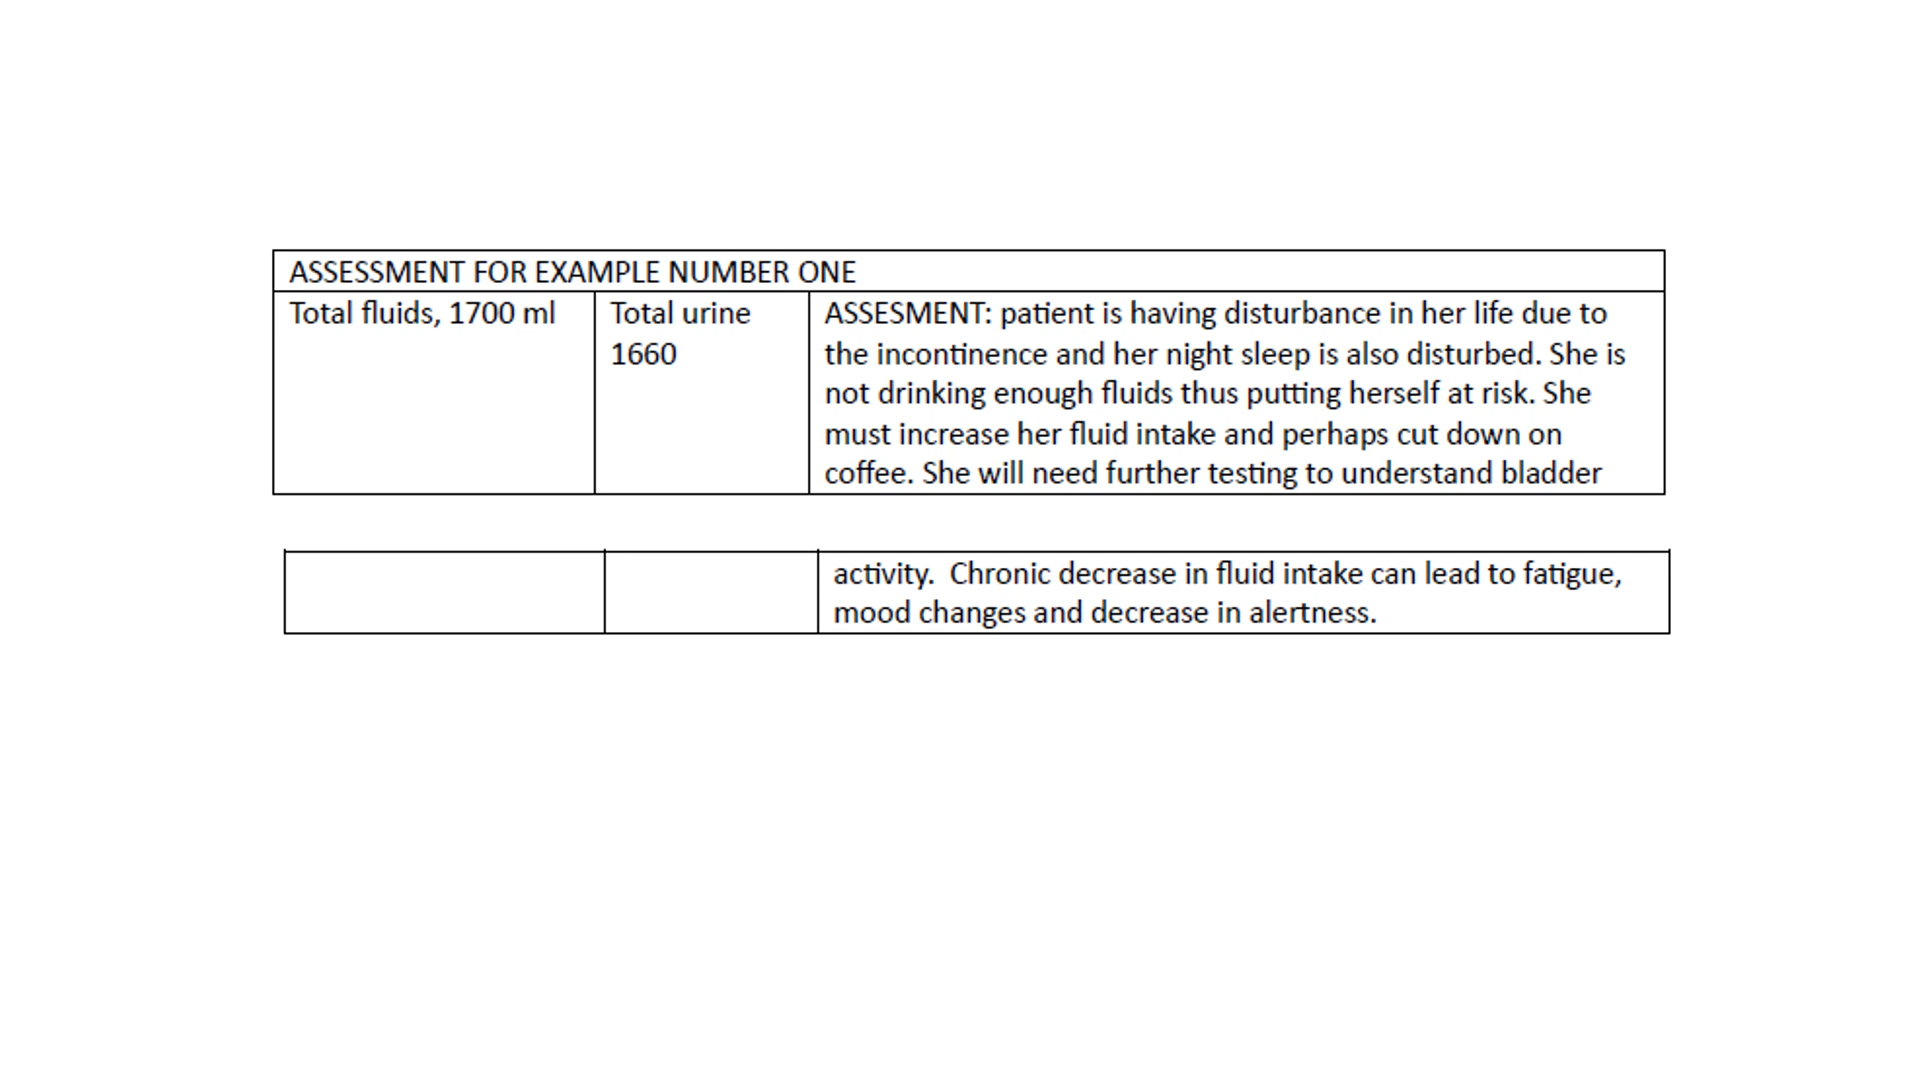 ASSESSMENT FOR EXAMPLE NUMBER ONE
Total fluids, 1700 ml
Total urine
1660
ASSESMENT: patient is having disturbance in her life due to
the incontinence and her night sleep is also disturbed. She is
not drinking enough fluids thus putting herself at risk. She
must increase her fluid intake and perhaps cut down on
coffee. She will need further testing to understand bladder
activity.  Chronic decrease in fluid intake can lead to fatigue,
mood changes and decrease in alertness.